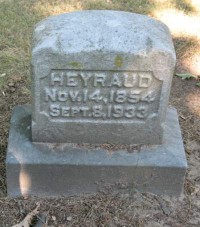 HEYRAUD
NOV. 14, 1854
SEPT. 8, 1933